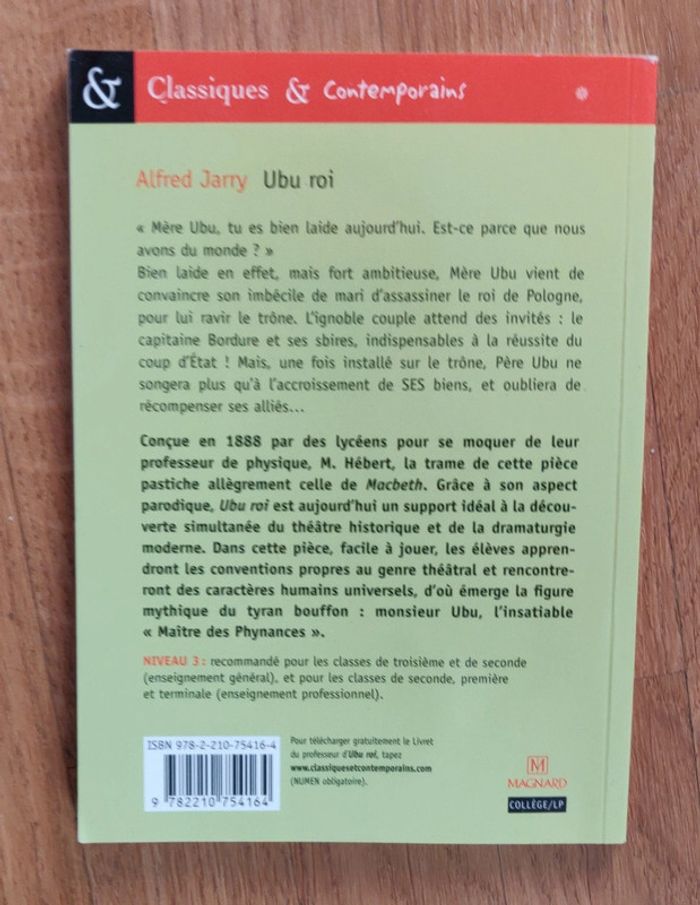 & Classiques & Contemporains *
Alfred Jarry Ubu roi
« Mère Ubu, tu es bien laide aujourd'hui. Est-ce parce que nous
avons du monde ? »
Bien laide en effet, mais fort ambitieuse, Mère Ubu vient de
convaincre son imbécile de mari d'assassiner le roi de Pologne,
pour lui ravir le trône. L'ignoble couple attend des invités : le
capitaine Bordure et ses sbires, indispensables à la réussite du
coup d'État ! Mais, une fois installé sur le trône, Père Ubu ne
songera plus qu'à l'accroissement de SES biens, et oubliera de
récompenser ses alliés...
Conçue en 1888 par des lycéens pour se moquer de leur
professeur de physique, M. Hébert, la trame de cette pièce
pastiche allègrement celle de Macbeth. Grâce à son aspect
parodique, Ubu roi est aujourd'hui un support idéal à la décou-
verte simultanée du théâtre historique et de la dramaturgie
moderne. Dans cette pièce, facile à jouer, les élèves appren-
dront les conventions propres au genre théâtral et rencontre-
ront des caractères humains universels, d'où émerge la figure
mythique du tyran bouffon : monsieur Ubu, l'insatiable
« Maître des Phynances ».
NIVEAU 3 : recommandé pour les classes de troisième et de seconde
(enseignement général), et pour les classes de seconde, première
et terminale (enseignement professionnel).
ISBN 978-2-210-75416-4
9 782210 754164
Pour télécharger gratuitement le Livret
du professeur d'Ubu roi, tapez
www.classiquesetcontemporains.com
(NUMEN obligatoire).
M
MAGNARD
COLLÈGE/LP